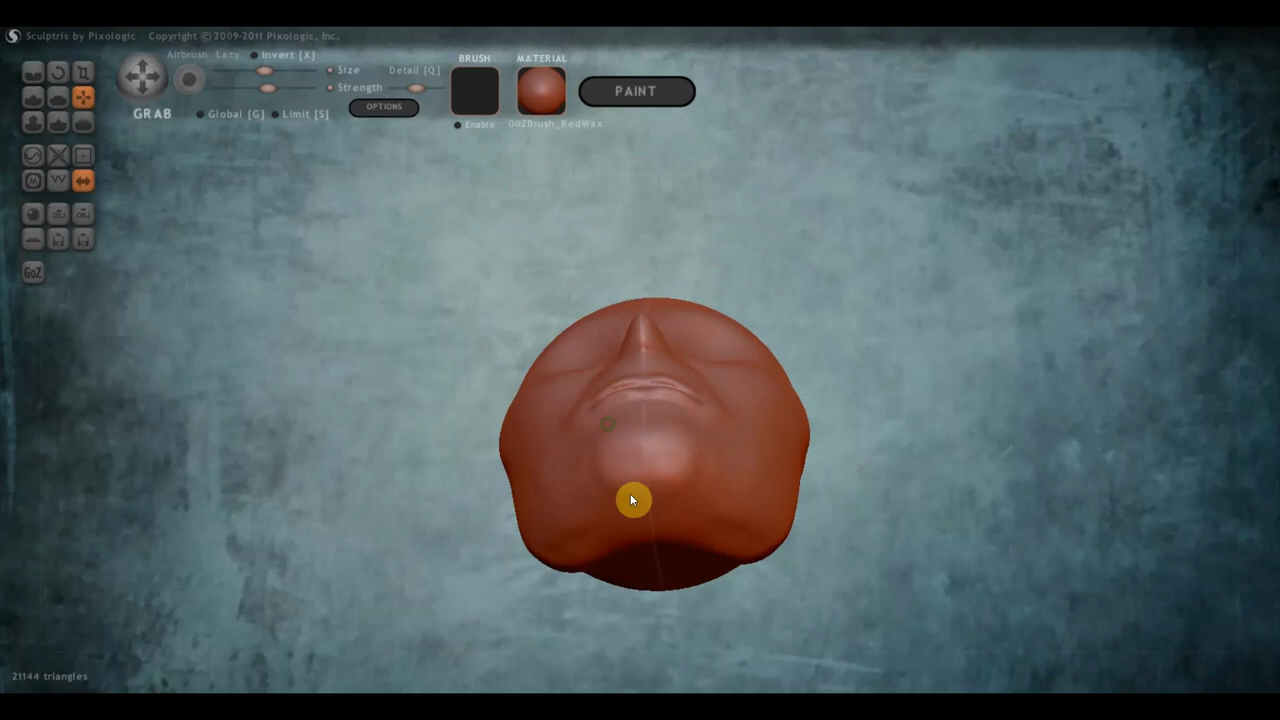 Sculptris by Pixologic Copyright ©2009-2011 Pixologic, Inc.
Airbrush Lazy Invert [X]
BRUSH MATERIAL
Size Detail [Q]
Strength
PAINT
OPTIONS
GRAB Global [G] Limit [S]
Enable 00ZBrush_RedWax
GoZ
21144 triangles